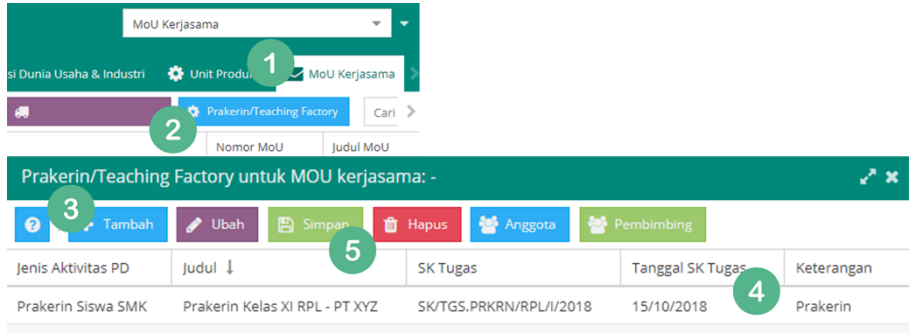 MoU Kerjasama
1
si Dunia Usaha & Industri Unit Produ MoU Kerjasama
2 Prakerin/Teaching Factory Cari
Nomor MoU Judul MoU
Prakerin/Teaching Factory untuk MOU kerjasama: -
3 Tambah Ubah Simpan Hapus Anggota Pembimbing
5
Jenis Aktivitas PD Judul ↓ SK Tugas Tanggal SK Tugas Keterangan
4
Prakerin Siswa SMK Prakerin Kelas XI RPL - PT XYZ SK/TGS.PRKRN/RPL/I/2018 15/10/2018 Prakerin